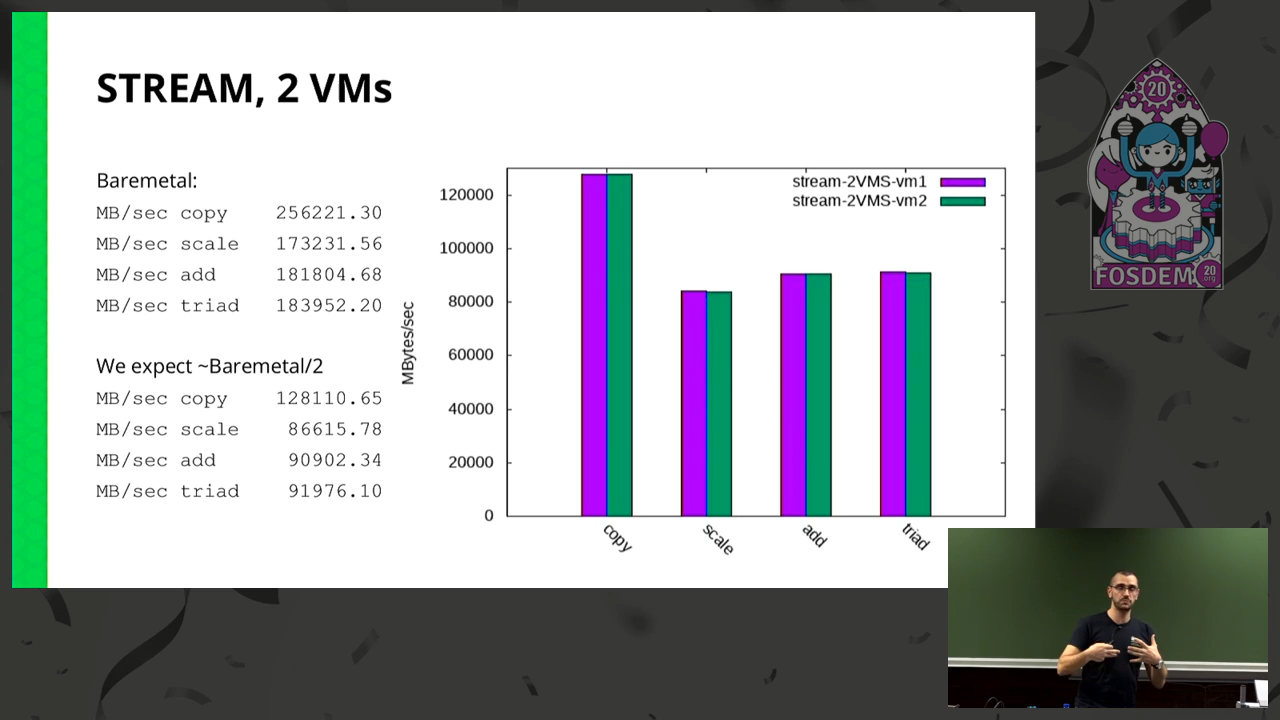 STREAM, 2 VMs
Baremetal:
MB/sec copy 256221.30
MB/sec scale 173231.56
MB/sec add 181804.68
MB/sec triad 183952.20
We expect ~Baremetal/2
MB/sec copy 128110.65
MB/sec scale 86615.78
MB/sec add 90902.34
MB/sec triad 91976.10
stream-2VMS-vm1
stream-2VMS-vm2
MBytes/sec
120000
100000
80000
60000
40000
20000
0
copy
scale
add
triad
20
FOSDEM
20
org